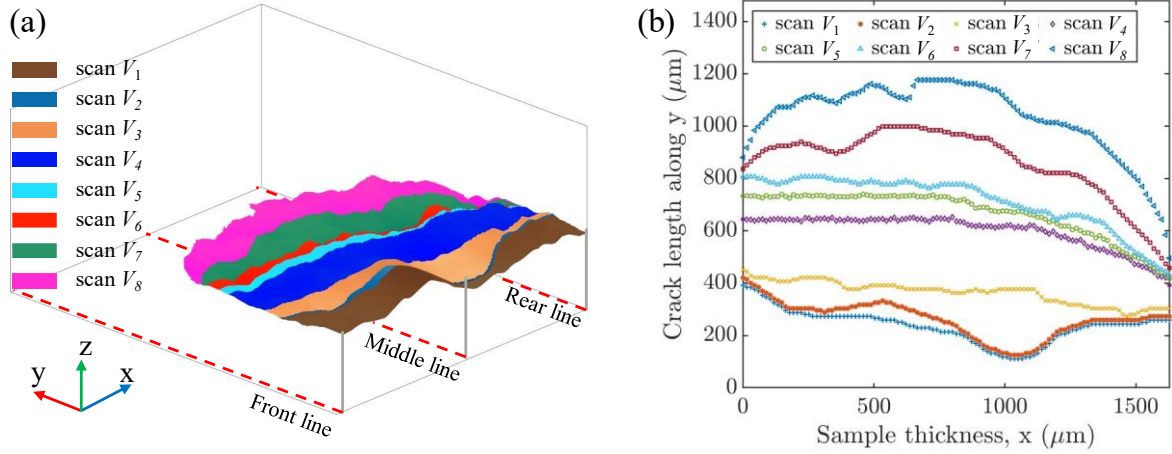 (a)
scan V1
scan V2
scan V3
scan V4
scan V5
scan V6
scan V7
scan V8
z
y
x
Rear line
Middle line
Front line
(b)
scan V1 scan V2 scan V3 scan V4
scan V5 scan V6 scan V7 scan V8
Crack length along y (μm)
1400
1200
1000
800
600
400
200
0
0 500 1000 1500
Sample thickness, x (μm)